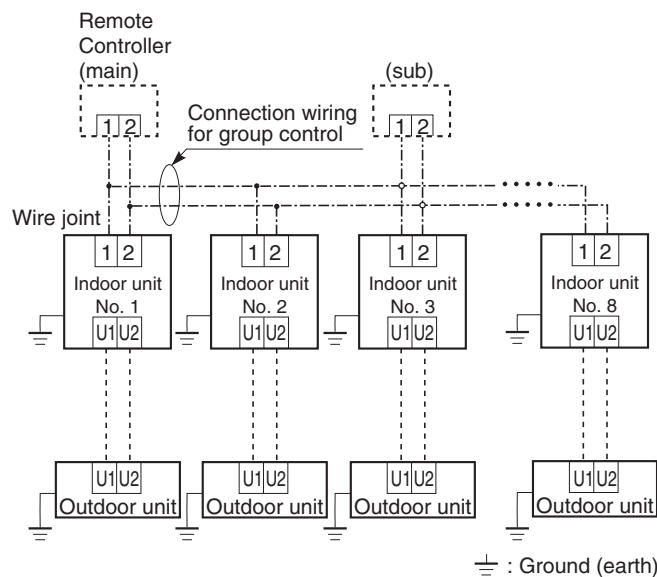 Remote
Controller
(main)
(sub)
1 2
1 2
Connection wiring
for group control
Wire joint
1 2
1 2
1 2
1 2
Indoor unit
No. 1
Indoor unit
No. 2
Indoor unit
No. 3
Indoor unit
No. 8
U1 U2
U1 U2
U1 U2
U1 U2
U1 U2
U1 U2
U1 U2
U1 U2
Outdoor unit
Outdoor unit
Outdoor unit
Outdoor unit
: Ground (earth)